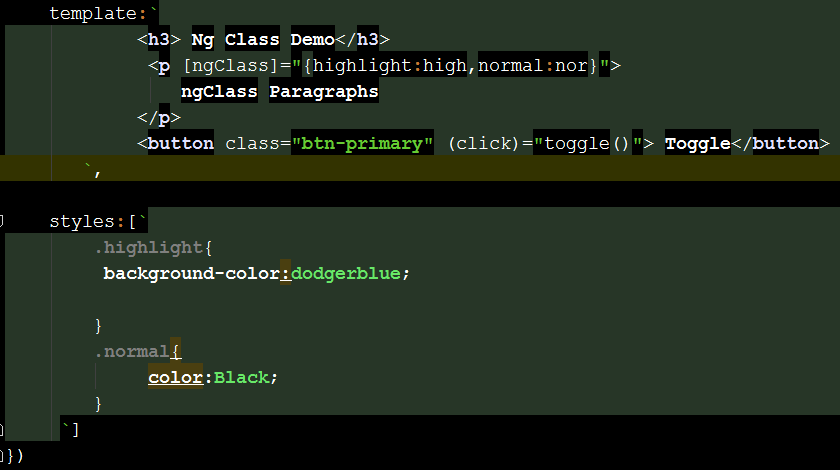 template:`
<h3> Ng Class Demo</h3>
<p [ngClass]="{highlight:high,normal:nor}">
ngClass Paragraphs
</p>
<button class="btn-primary" (click)="toggle()"> Toggle</button>
`,
styles:[`
.highlight{
background-color:dodgerblue;
}
.normal{
color:Black;
}
`]
})